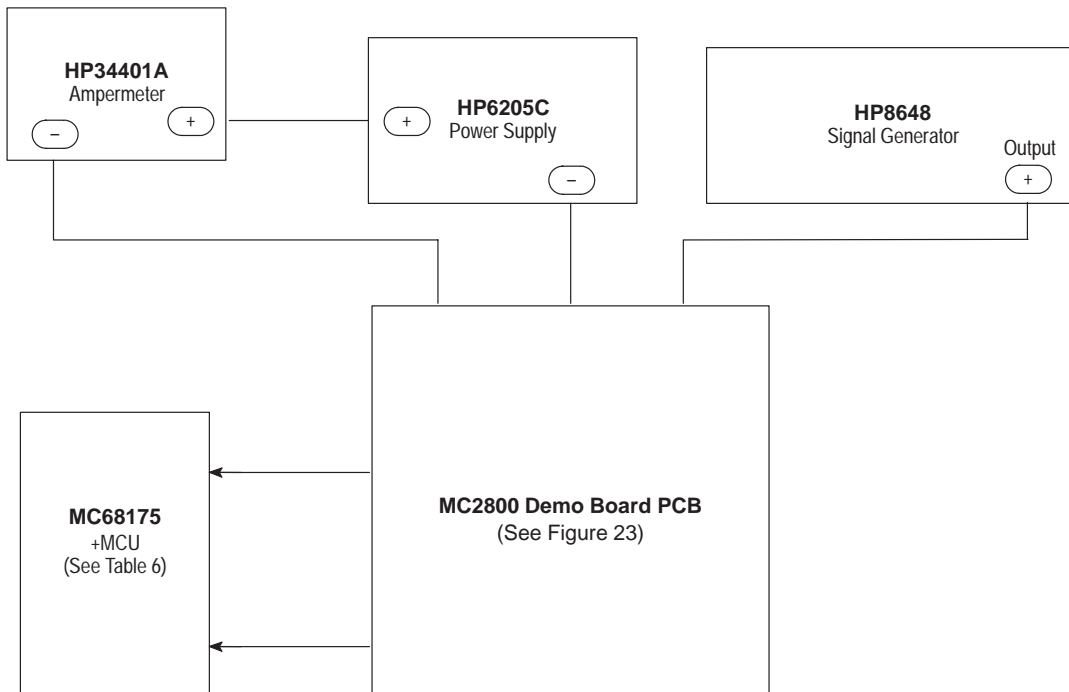 HP34401A
Ampermeter
−
+
+
HP6205C
Power Supply
−
HP8648
Signal Generator
Output
+
MC68175
+MCU
(See Table 6)
MC2800 Demo Board PCB
(See Figure 23)